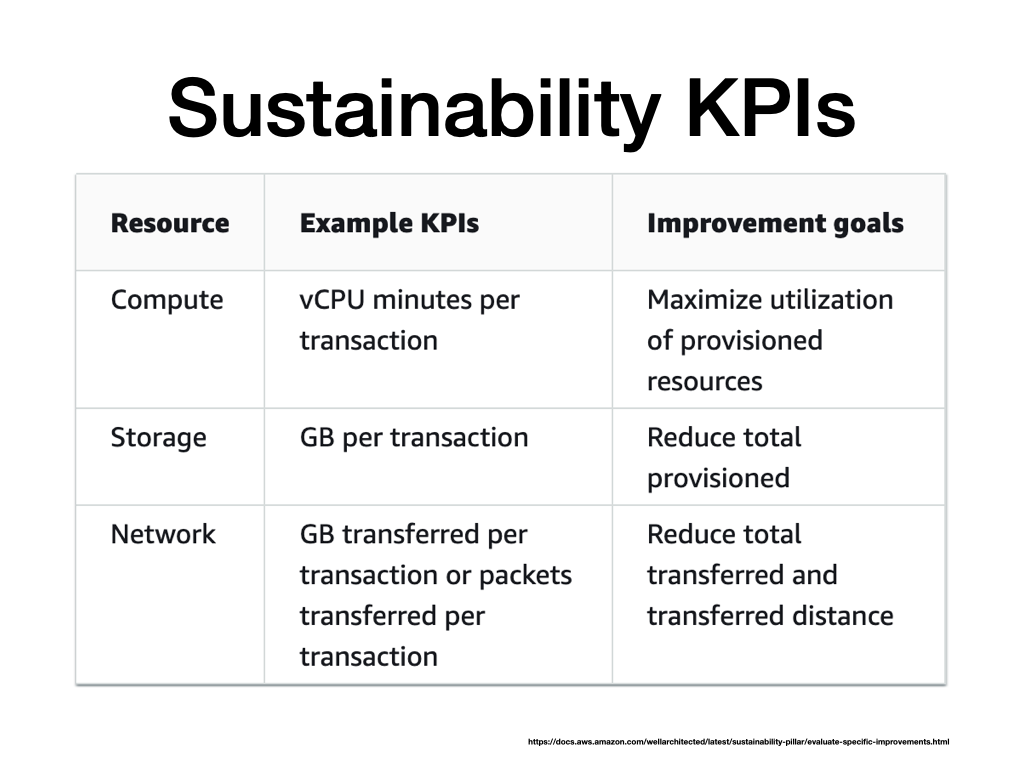 Sustainability KPIs
Resource
Example KPIs
Improvement goals
Compute
vCPU minutes per
transaction
Maximize utilization
of provisioned
resources
Storage
GB per transaction
Reduce total
provisioned
Network
GB transferred per
transaction or packets
transferred per
transaction
Reduce total
transferred and
transferred distance
https://docs.aws.amazon.com/wellarchitected/latest/sustainability-pillar/evaluate-specific-improvements.html